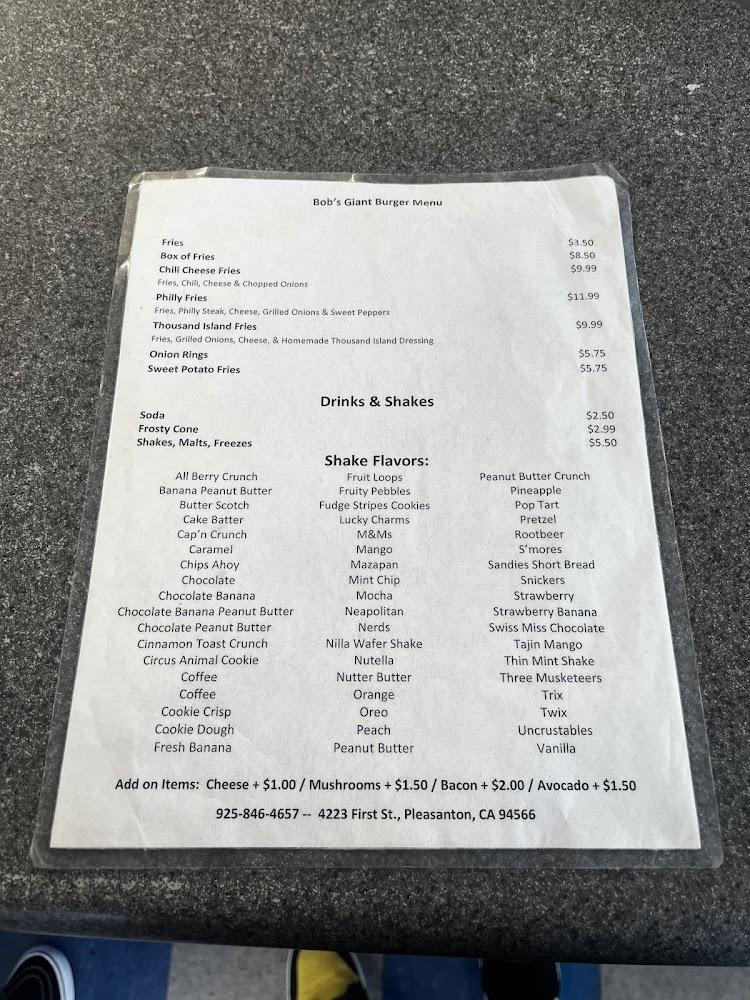 Bob's Giant Burger Menu
Fries $3.50
Box of Fries $8.50
Chili Cheese Fries $9.99
Fries, Chili, Cheese & Chopped Onions
Philly Fries $11.99
Fries, Philly Steak, Cheese, Grilled Onions & Sweet Peppers
Thousand Island Fries $9.99
Fries, Grilled Onions, Cheese, & Homemade Thousand Island Dressing
Onion Rings $5.75
Sweet Potato Fries $5.75
Drinks & Shakes
Soda $2.50
Frosty Cone $2.99
Shakes, Malts, Freezes $5.50
Shake Flavors:
All Berry Crunch
Banana Peanut Butter
Butter Scotch
Cake Batter
Cap'n Crunch
Caramel
Chips Ahoy
Chocolate
Chocolate Banana
Chocolate Banana Peanut Butter
Chocolate Peanut Butter
Cinnamon Toast Crunch
Circus Animal Cookie
Coffee
Coffee
Cookie Crisp
Cookie Dough
Fresh Banana
Fruit Loops
Fruity Pebbles
Fudge Stripes Cookies
Lucky Charms
M&Ms
Mango
Mazapan
Mint Chip
Mocha
Neapolitan
Nerds
Nilla Wafer Shake
Nutella
Nutter Butter
Orange
Oreo
Peach
Peanut Butter
Peanut Butter Crunch
Pineapple
Pop Tart
Pretzel
Rootbeer
S'mores
Sandies Short Bread
Snickers
Strawberry
Strawberry Banana
Swiss Miss Chocolate
Tajin Mango
Thin Mint Shake
Three Musketeers
Trix
Twix
Uncrustables
Vanilla
Add on Items: Cheese + $1.00 / Mushrooms + $1.50 / Bacon + $2.00 / Avocado + $1.50
925-846-4657 -- 4223 First St., Pleasanton, CA 94566